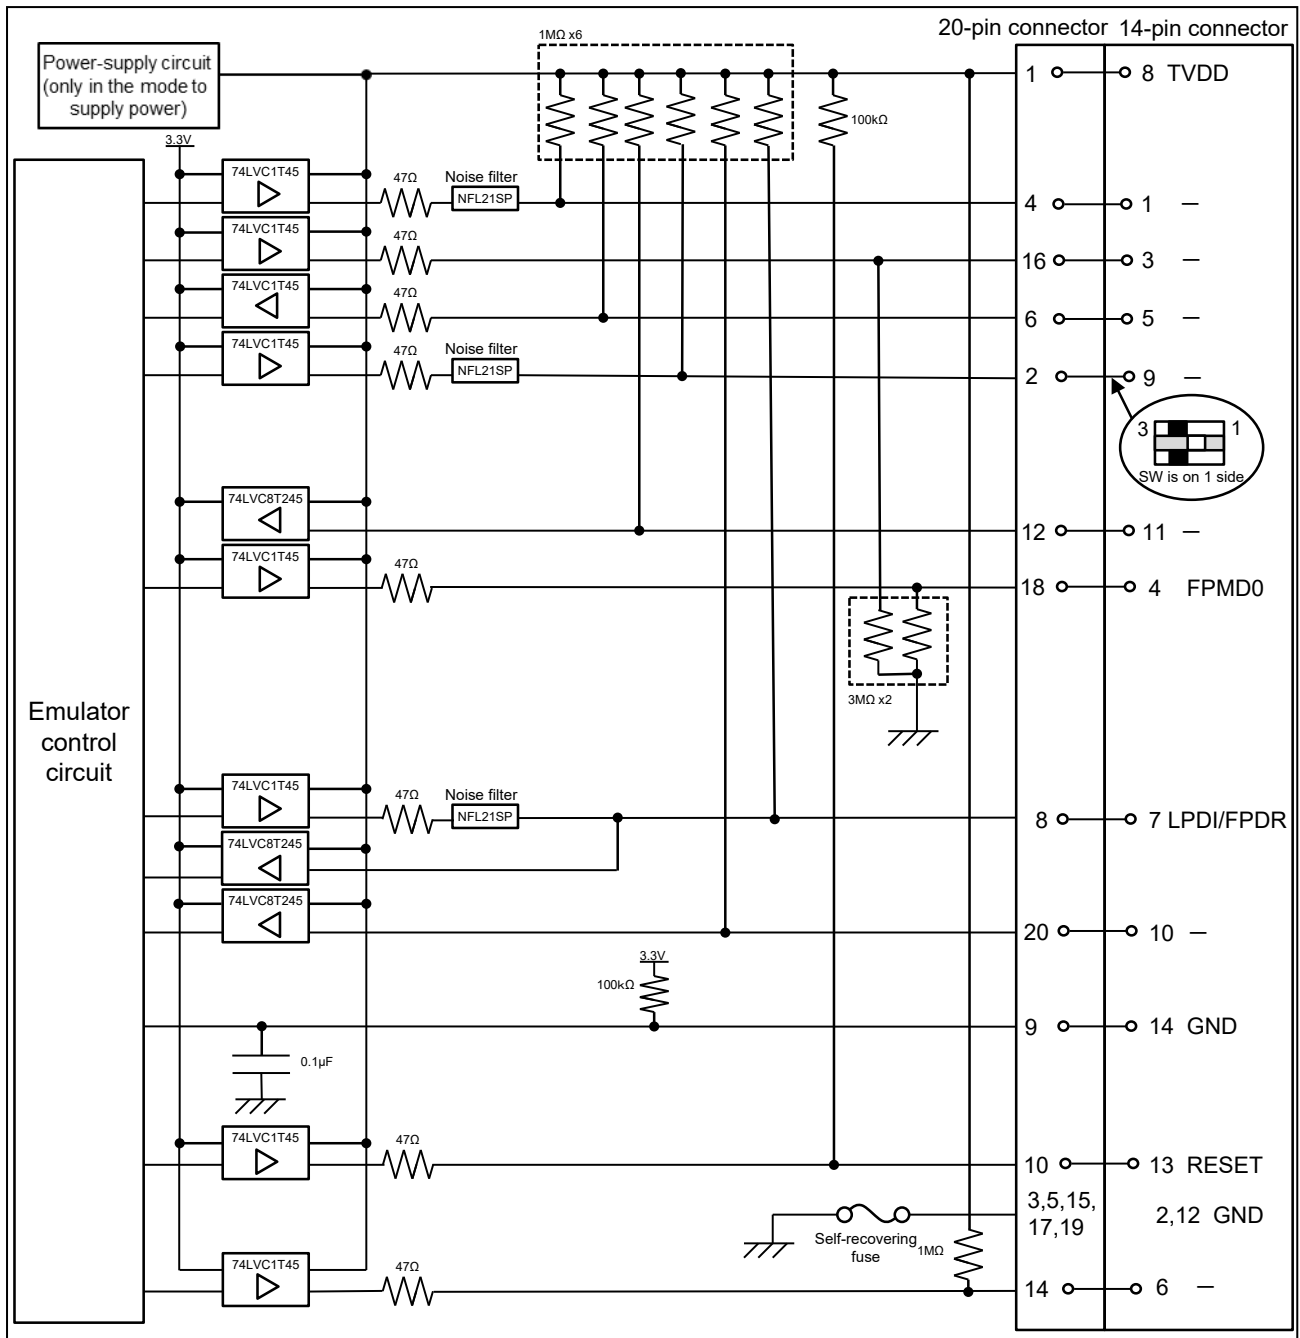 20-pin connector 14-pin connector
1MΩ x6
Power-supply circuit
(only in the mode to
supply power)
1 8 TVDD
100kΩ
3.3V
74LVC1T45
47Ω
Noise filter
NFL21SP
4 1 —
74LVC1T45
47Ω
16 3 —
74LVC1T45
47Ω
6 5 —
74LVC1T45
47Ω
Noise filter
NFL21SP
2 9 —
3 1
SW is on 1 side
74LVC8T245
12 11 —
74LVC1T45
47Ω
18 4 FPMD0
3MΩ x2
Emulator
control
circuit
74LVC1T45
47Ω
Noise filter
NFL21SP
8 7 LPDI/FPDR
74LVC8T245
74LVC8T245
20 10 —
3.3V
100kΩ
9 14 GND
0.1µF
74LVC1T45
47Ω
10 13 RESET
3,5,15,
17,19
2,12 GND
Self-recovering
fuse
1MΩ
74LVC1T45
47Ω
14 6 —